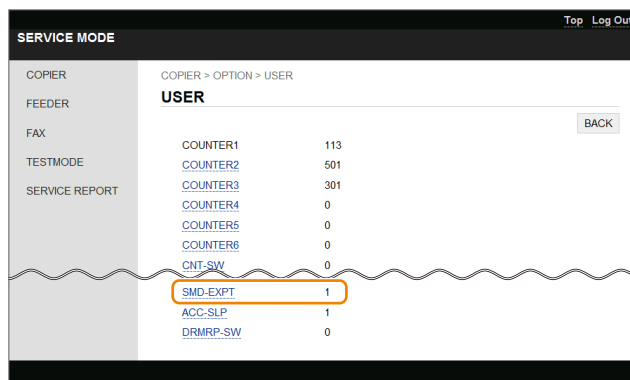 Top Log Out
SERVICE MODE
COPIER
FEEDER
FAX
TESTMODE
SERVICE REPORT
COPIER > OPTION > USER
USER
BACK
COUNTER1 113
COUNTER2 501
COUNTER3 301
COUNTER4 0
COUNTER5 0
COUNTER6 0
CNT-SW 0
SMD-EXPT 1
ACC-SLP 1
DRMRP-SW 0